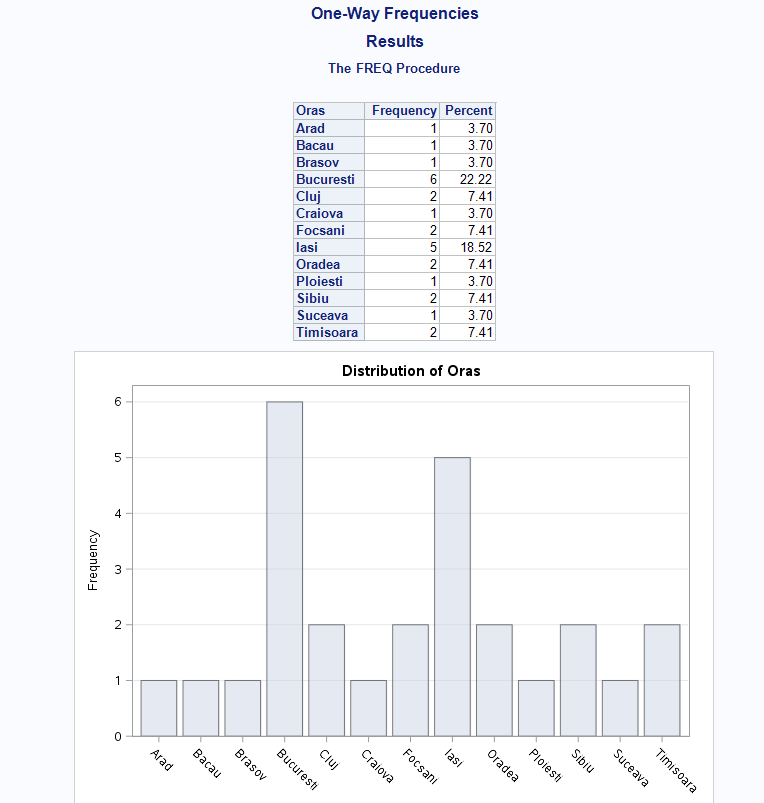 One-Way Frequencies
Results
The FREQ Procedure
Oras Frequency Percent
Arad 1 3.70
Bacau 1 3.70
Brasov 1 3.70
Bucuresti 6 22.22
Cluj 2 7.41
Craiova 1 3.70
Focsani 2 7.41
Iasi 5 18.52
Oradea 2 7.41
Ploiesti 1 3.70
Sibiu 2 7.41
Suceava 1 3.70
Timisoara 2 7.41
Distribution of Oras
6
5
4
3
2
1
0
Frequency
Arad Bacau Brasov Bucuresti Cluj Craiova Focsani Iasi Oradea Ploiesti Sibiu Suceava Timisoara